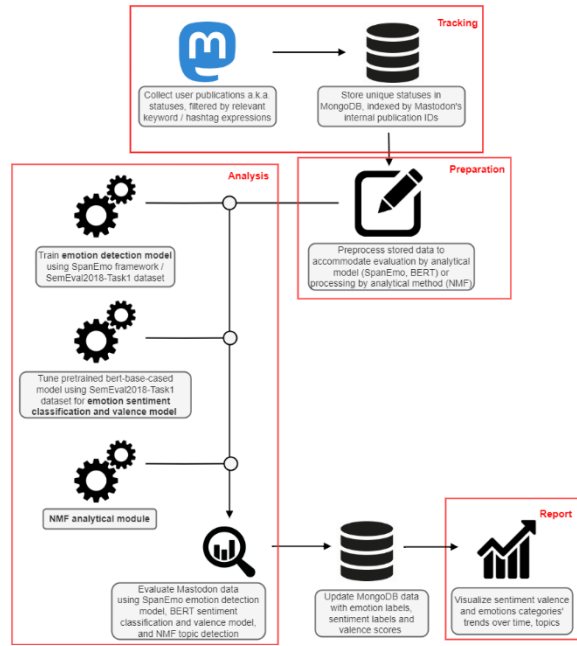 Tracking
Collect user publications a.k.a.
statuses, filtered by relevant
keyword / hashtag expressions
Store unique statuses in
MongoDB, indexed by Mastodon's
internal publication IDs
Analysis
Preparation
Train emotion detection model
using SpanEmo framework /
SemEval2018-Task1 dataset
Preprocess stored data to
accommodate evaluation by analytical
model (SpanEmo, BERT) or
processing by analytical method (NMF)
Tune pretrained bert-base-cased
model using SemEval2018-Task1
dataset for emotion sentiment
classification and valence model
NMF analytical module
Report
Evaluate Mastodon data
using SpanEmo emotion detection
model, BERT sentiment
classification and valence model,
and NMF topic detection
Update MongoDB data
with emotion labels,
sentiment labels and
valence scores
Visualize sentiment valence
and emotions categories'
trends over time, topics